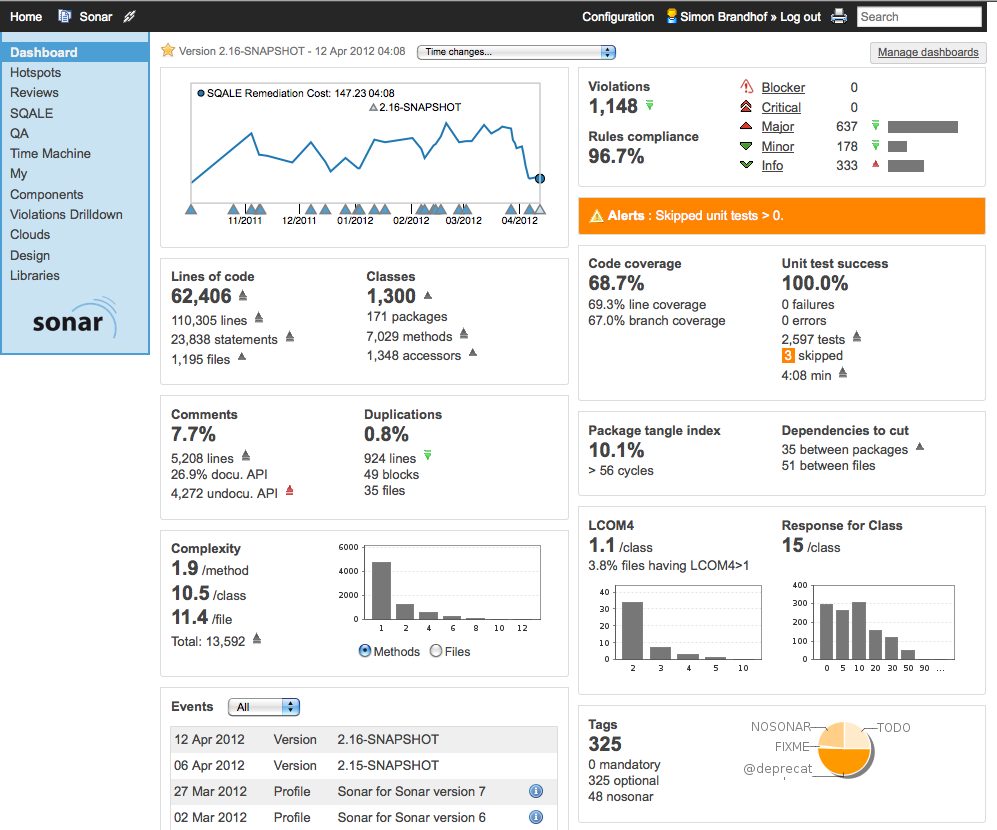 Home Sonar Configuration Simon Brandhof » Log out Search
Dashboard
Hotspots
Reviews
SQALE
QA
Time Machine
My
Components
Violations Drilldown
Clouds
Design
Libraries
sonar
Version 2.16-SNAPSHOT - 12 Apr 2012 04:08 Time changes... Manage dashboards
SQALE Remediation Cost: 147.23 04:08
2.16-SNAPSHOT
11/2011 12/2011 01/2012 02/2012 03/2012 04/2012
Lines of code
62,406
110,305 lines
23,838 statements
1,195 files
Classes
1,300
171 packages
7,029 methods
1,348 accessors
Comments
7.7%
5,208 lines
26.9% docu. API
4,272 undocu. API
Duplications
0.8%
924 lines
49 blocks
35 files
Complexity
1.9 /method
10.5 /class
11.4 /file
Total: 13,592
6000
4000
2000
0
1 2 4 6 8 10 12
Methods Files
Events All
12 Apr 2012 Version 2.16-SNAPSHOT
06 Apr 2012 Version 2.15-SNAPSHOT
27 Mar 2012 Profile Sonar for Sonar version 7
02 Mar 2012 Profile Sonar for Sonar version 6
Violations
1,148
Rules compliance
96.7%
Blocker 0
Critical 0
Major 637
Minor 178
Info 333
Alerts : Skipped unit tests > 0.
Code coverage
68.7%
69.3% line coverage
67.0% branch coverage
Unit test success
100.0%
0 failures
0 errors
2,597 tests
3 skipped
4:08 min
Package tangle index
10.1%
> 56 cycles
Dependencies to cut
35 between packages
51 between files
LCOM4
1.1 /class
3.8% files having LCOM4>1
40
30
20
10
0
2 3 4 5 10
Response for Class
15 /class
400
300
200
100
0
0 5 10 20 30 50 90 ...
Tags
325
0 mandatory
325 optional
48 nosonar
NOSONAR
TODO
FIXME
@deprecat